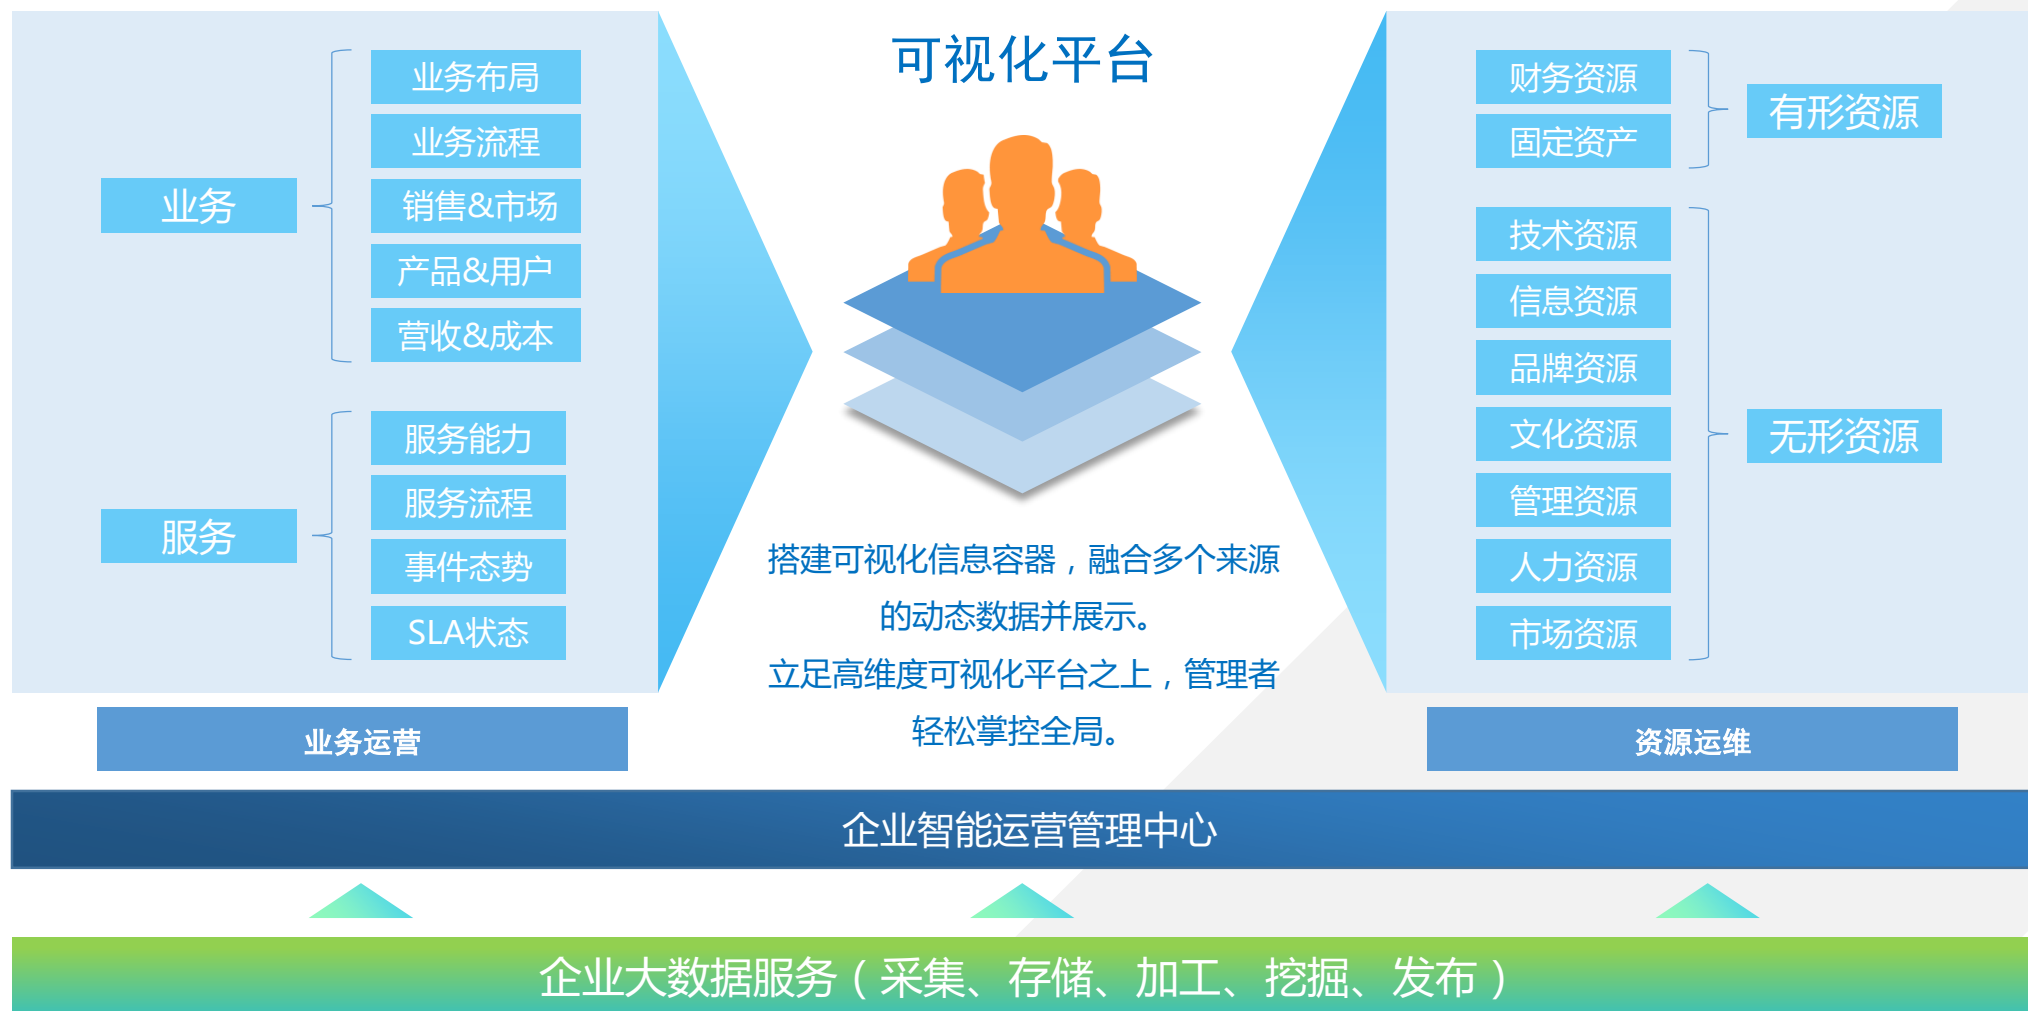 可视化平台
业务
业务布局
业务流程
销售&市场
产品&用户
营收&成本
服务
服务能力
服务流程
事件态势
SLA状态
业务运营
搭建可视化信息容器，融合多个来源
的动态数据并展示。
立足高维度可视化平台之上，管理者
轻松掌控全局。
财务资源
固定资产
有形资源
技术资源
信息资源
品牌资源
文化资源
管理资源
人力资源
市场资源
无形资源
资源运维
企业智能运营管理中心
企业大数据服务（采集、存储、加工、挖掘、发布）